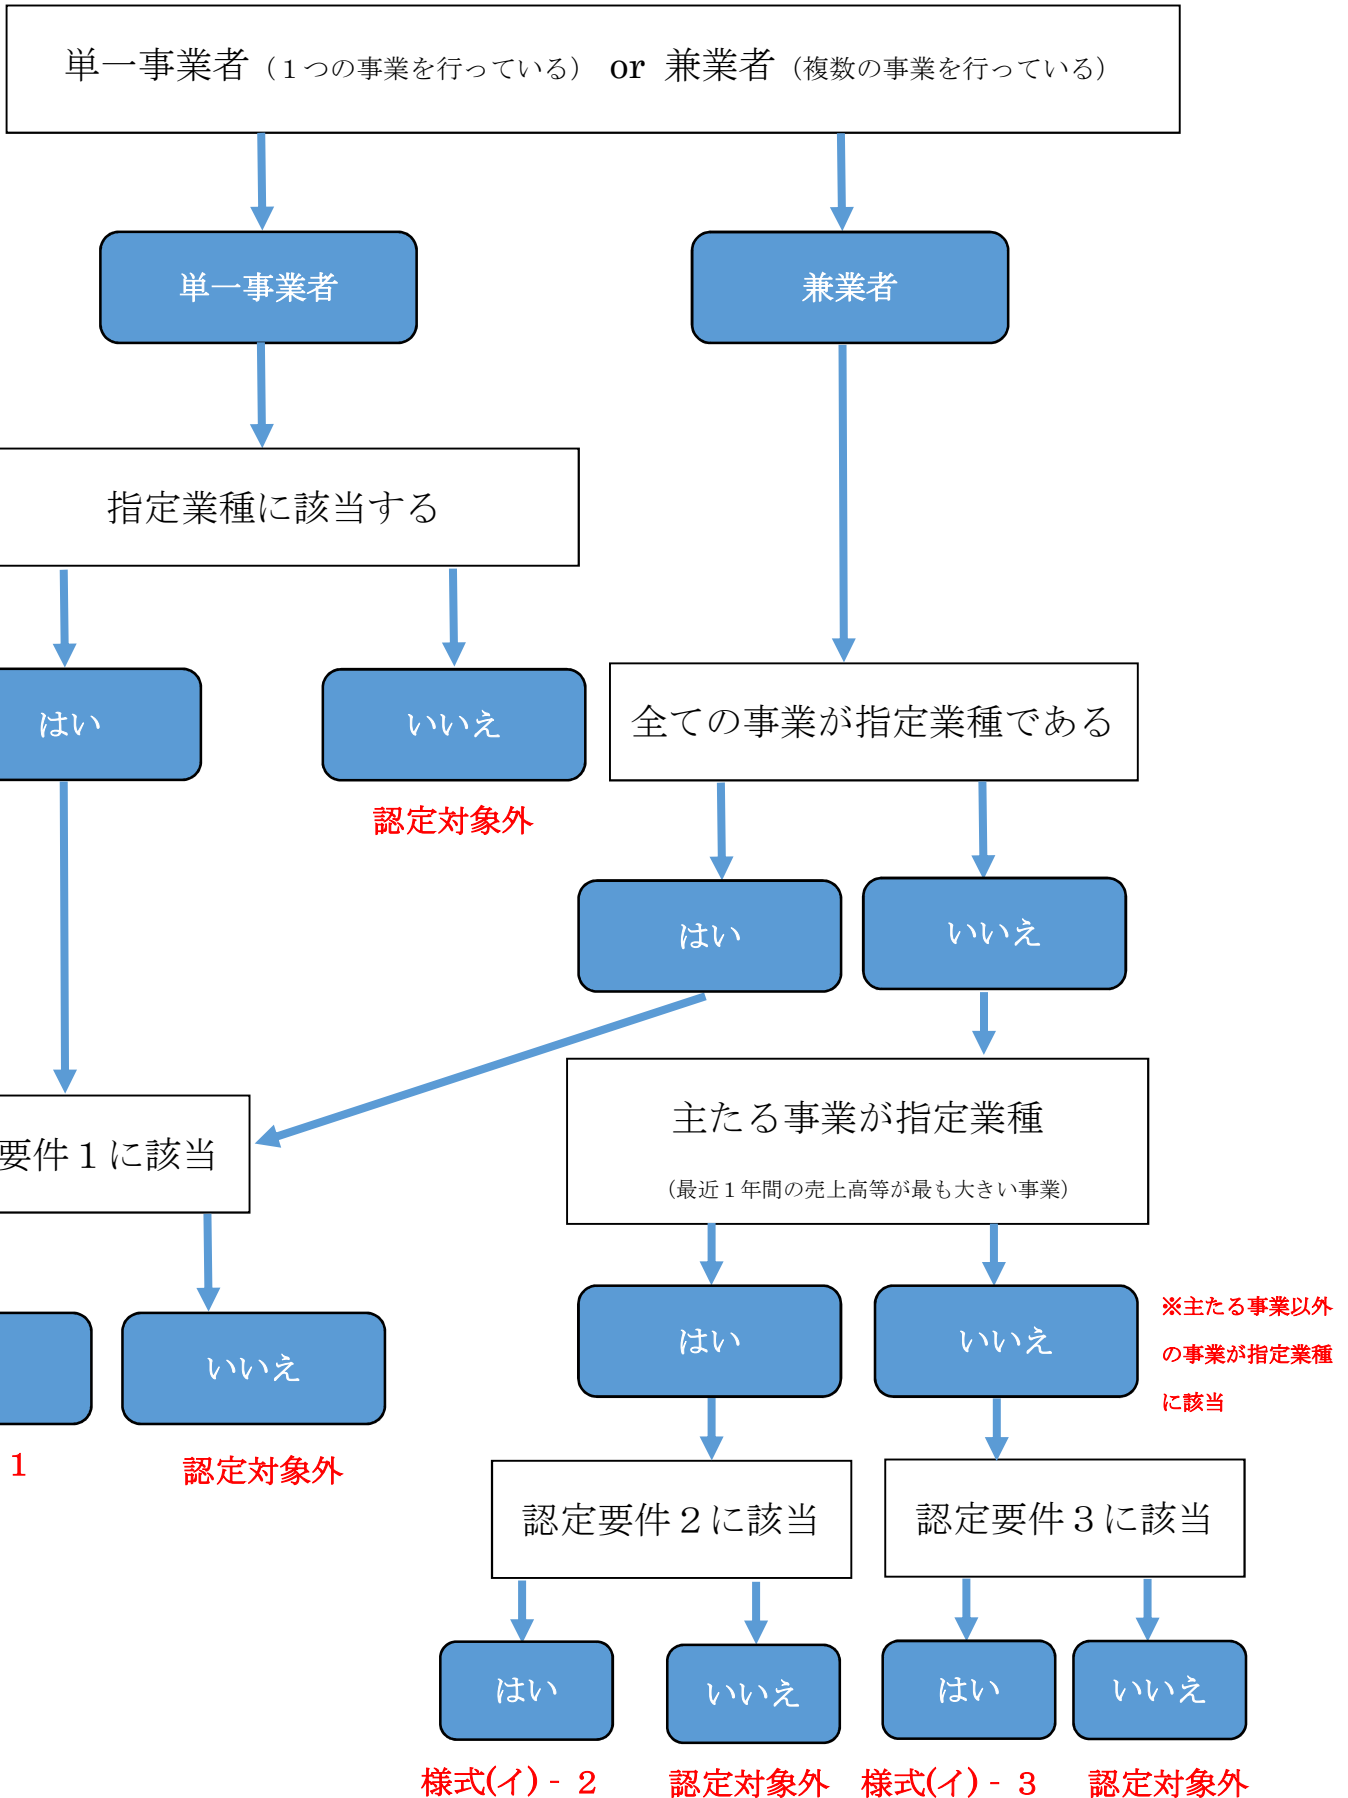 単一事業者（１つの事業を行っている） or 兼業者（複数の事業を行っている）
単一事業者
兼業者
指定業種に該当する
はい
いいえ
全ての事業が指定業種である
認定対象外
はい
いいえ
主たる事業が指定業種
（最近１年間の売上高等が最も大きい事業）
要件１に該当
はい
いいえ
※主たる事業以外
の事業が指定業種
に該当
いいえ
1
認定対象外
認定要件２に該当
認定要件３に該当
はい
いいえ
はい
いいえ
様式(イ)‐２
認定対象外
様式(イ)‐３
認定対象外